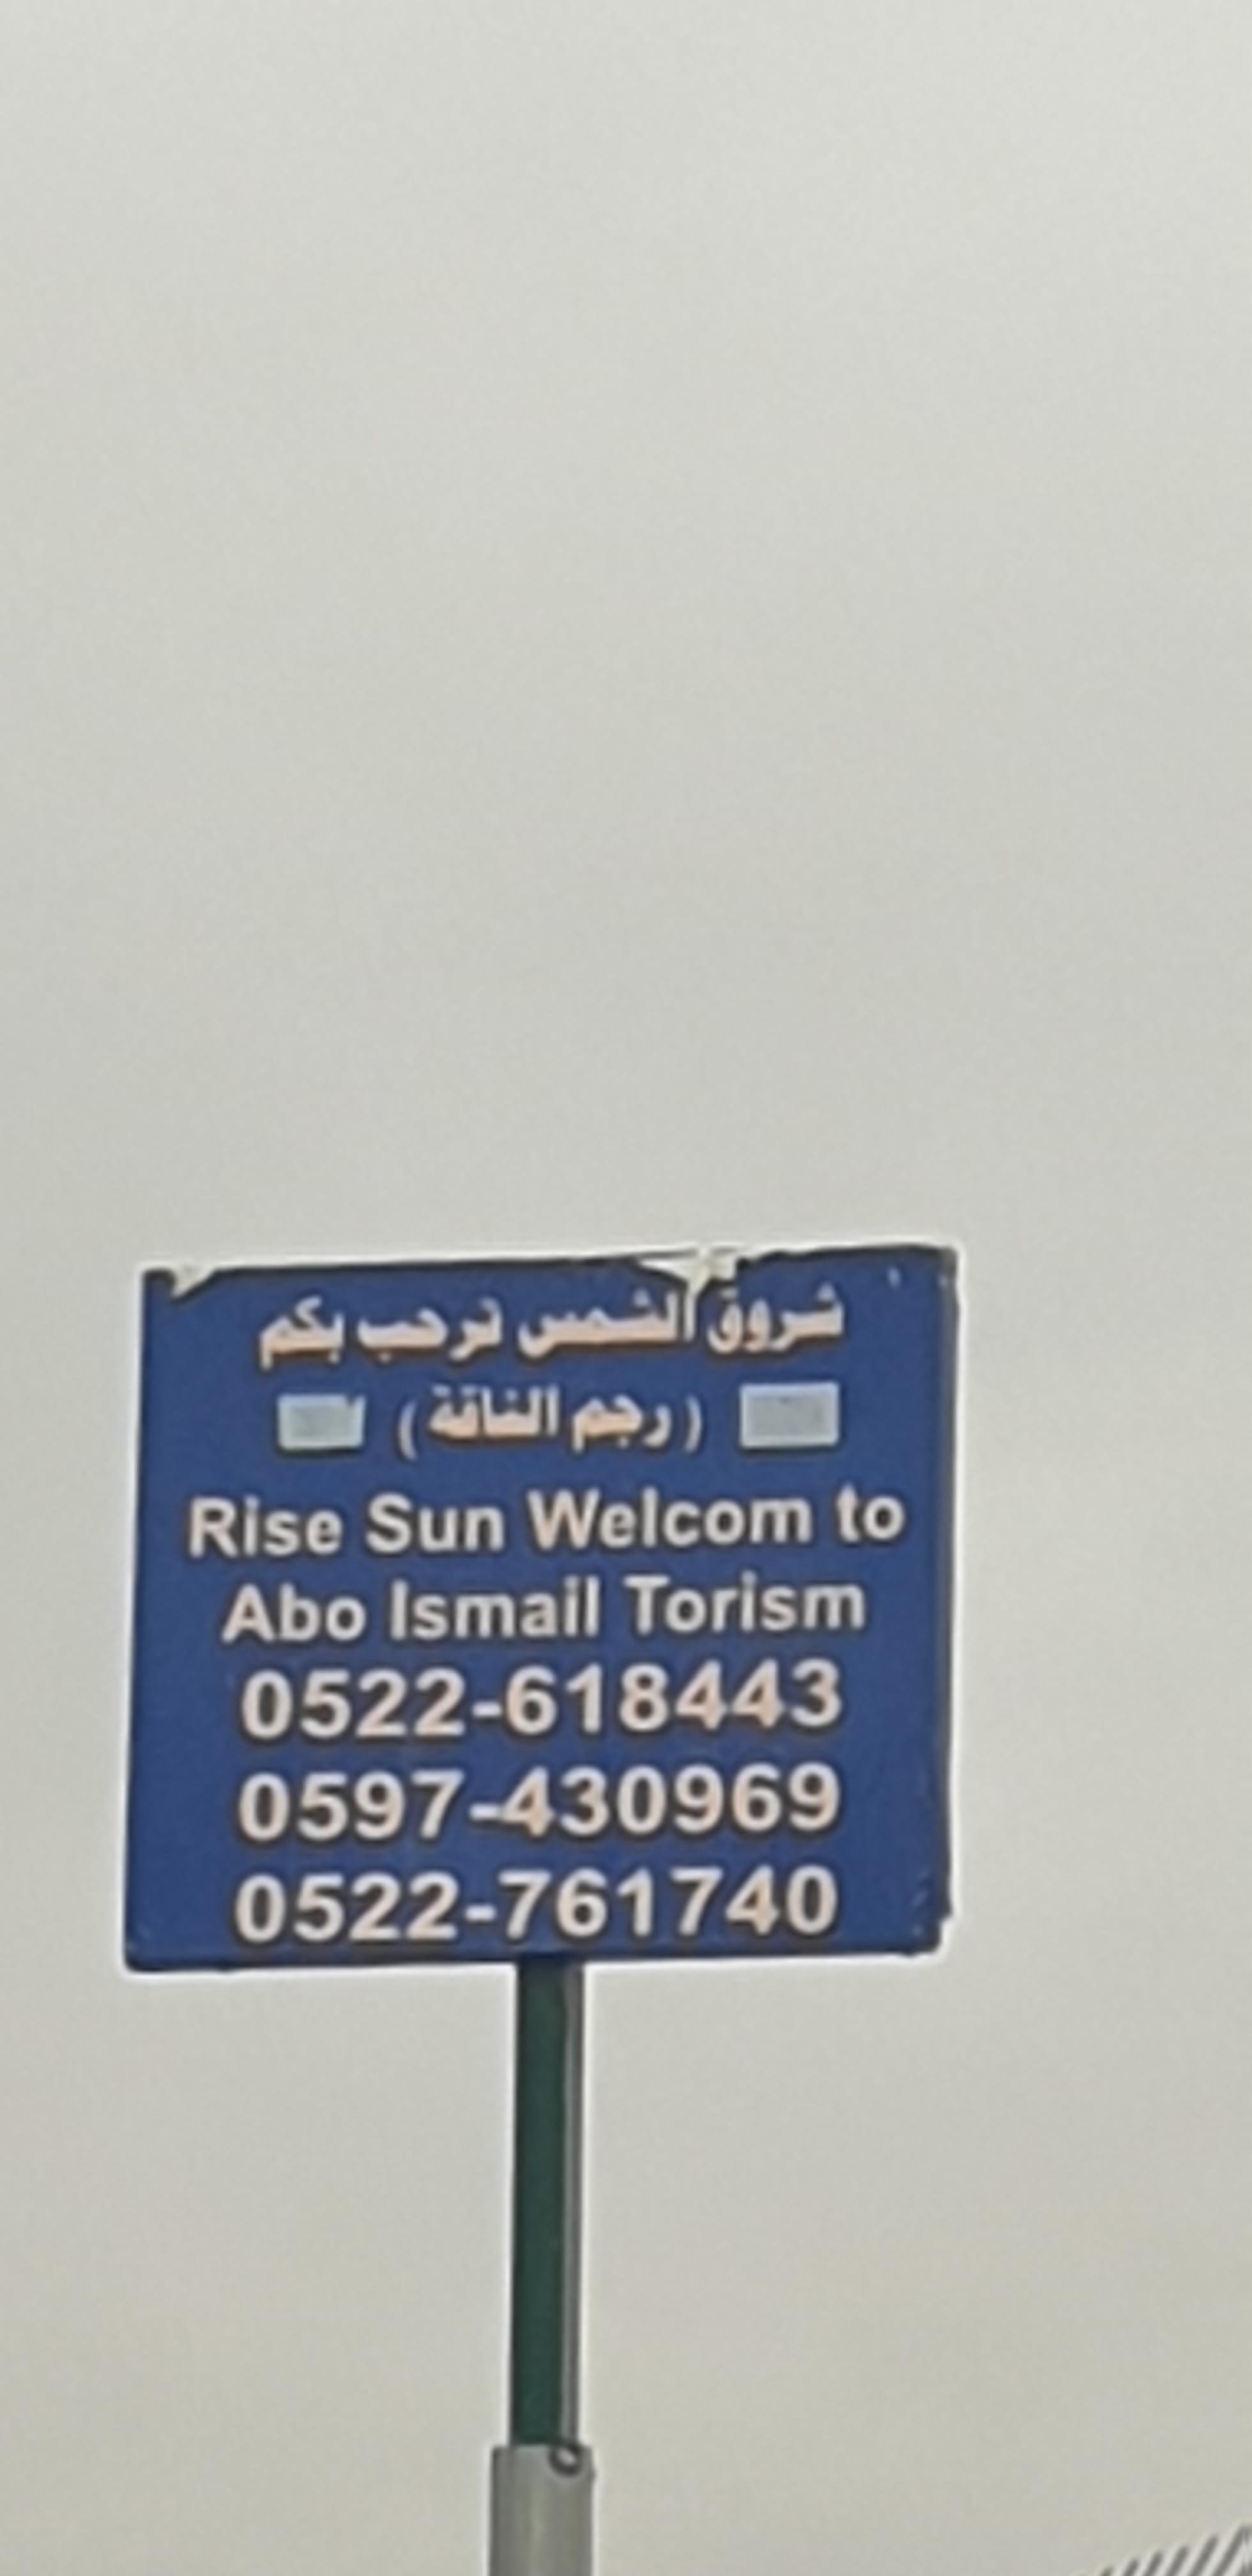 شروق الشمس ترحب بكم
( رجم الناقة )
Rise Sun Welcom to
Abo Ismail Torism
0522-618443
0597-430969
0522-761740